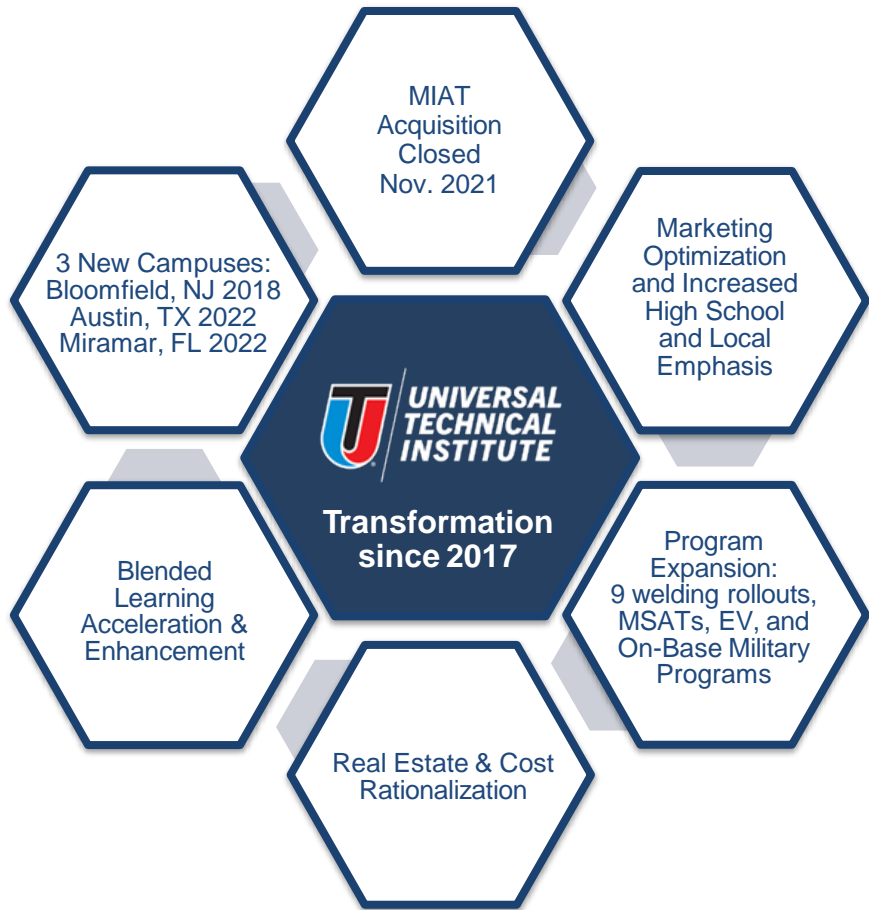 MIAT
Acquisition
Closed
Nov. 2021
Marketing
Optimization
and Increased
High School
and Local
Emphasis
Program
Expansion:
9 welding rollouts,
MSATs, EV, and
On-Base Military
Programs
Real Estate & Cost
Rationalization
Blended
Learning
Acceleration &
Enhancement
3 New Campuses:
Bloomfield, NJ 2018
Austin, TX 2022
Miramar, FL 2022
UNIVERSAL
TECHNICAL
INSTITUTE
Transformation
since 2017